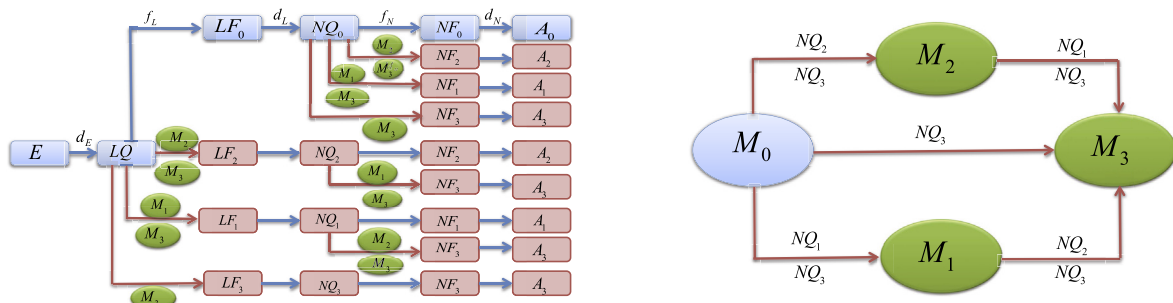 f_L d_L f_N d_N
LF_0 NQ_0 NF_0 A_0
NF_2 A_2
M_1 NF_1 A_1
M_3
M_3 NF_3 A_3
E d_E LQ M_2 LF_2 NQ_2 NF_2 A_2
M_3 M_1 NF_3 A_3
M_3
M_1 LF_1 NQ_1 NF_1 A_1
M_3 M_2 NF_3 A_3
M_3
LF_3 NQ_3 NF_3 A_3
NQ_2 M_2 NQ_1
NQ_3 NQ_3
M_0 NQ_3 M_3
NQ_1 M_1 NQ_2
NQ_3 NQ_3